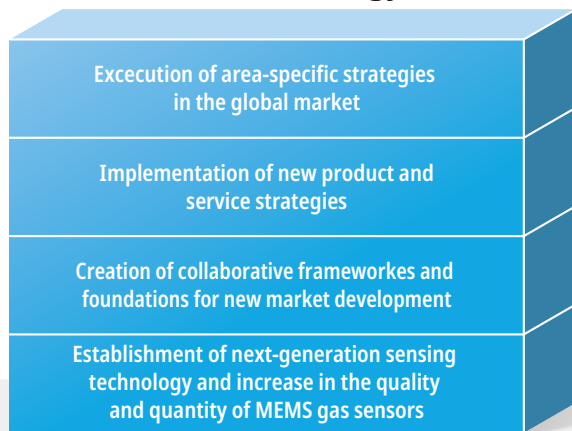 Excecution of area-specific strategies
in the global market
Implementation of new product and
service strategies
Creation of collaborative frameworkes and
foundations for new market development
Establishment of next-generation sensing
technology and increase in the quality
and quantity of MEMS gas sensors